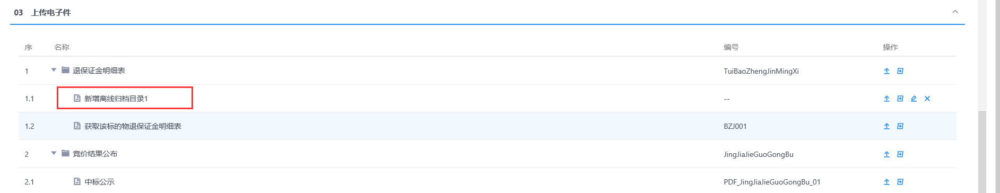 03 上传电子件
序 名称 编号 操作
1 退保证金明细表 TuiBaoZhengJinMingXi
1.1 新增离线归档目录1 --
1.2 获取该标的物退保证金明细表 BZJ001
2 竞价结果公布 JingJiaJieGuoGongBu
2.1 中标公示 PDF_JingJiaJieGuoGongBu_01